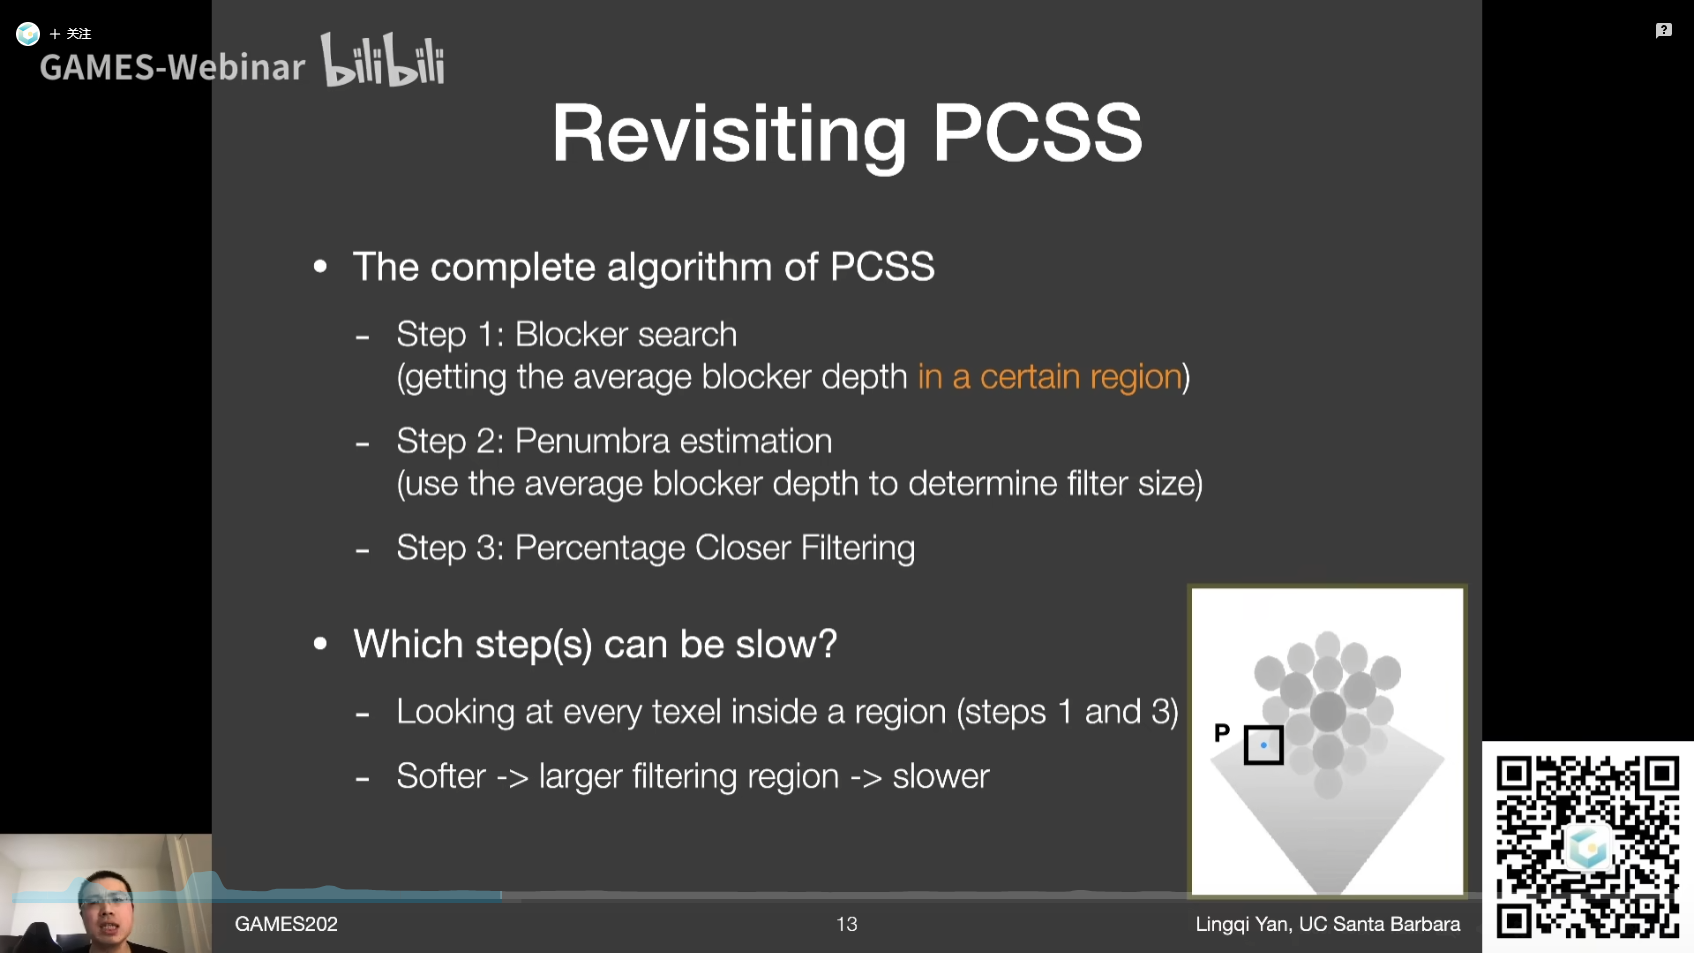 + 关注
GAMES-Webinar bilibili
Revisiting PCSS
• The complete algorithm of PCSS
- Step 1: Blocker search
(getting the average blocker depth in a certain region)
- Step 2: Penumbra estimation
(use the average blocker depth to determine filter size)
- Step 3: Percentage Closer Filtering
• Which step(s) can be slow?
- Looking at every texel inside a region (steps 1 and 3)
- Softer -> larger filtering region -> slower
P
GAMES202
13
Lingqi Yan, UC Santa Barbara